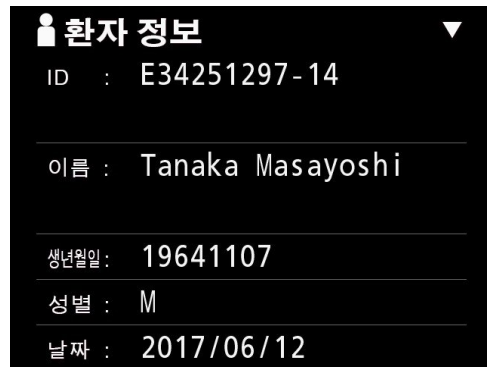 환자 정보
ID : E34251297-14
이름 : Tanaka Masayoshi
생년월일: 19641107
성별 : M
날짜 : 2017/06/12